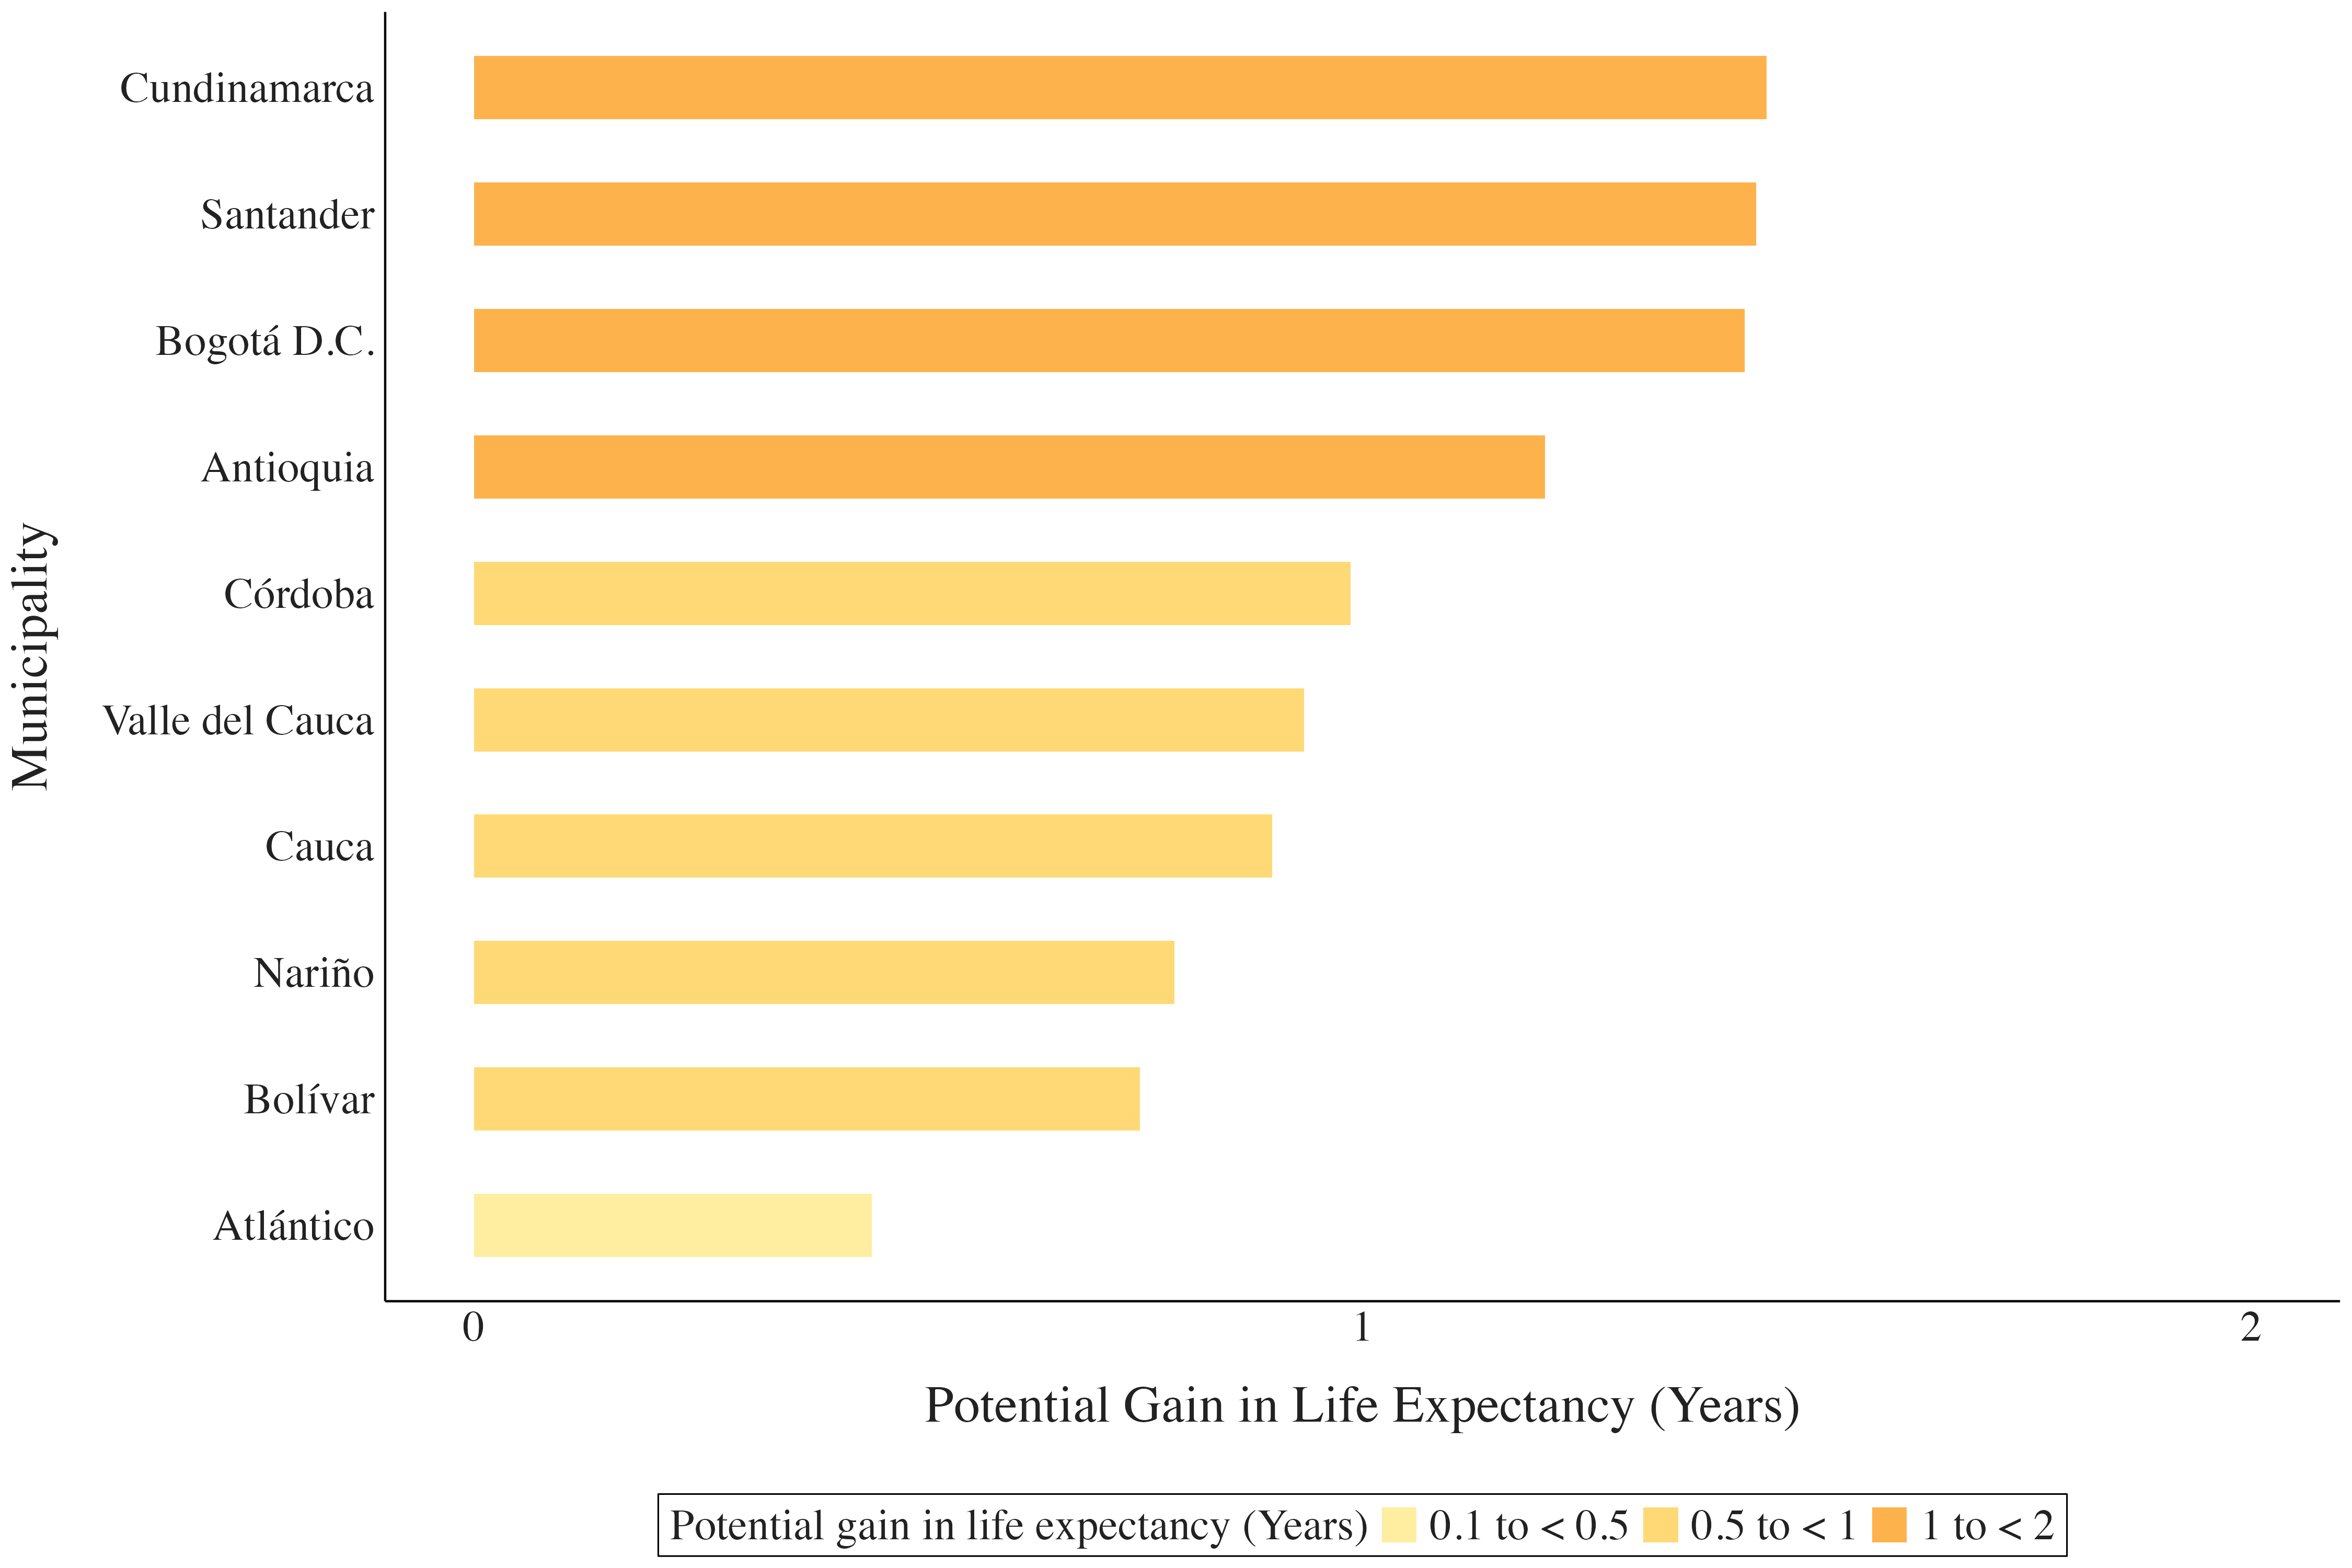 Municipality
Cundinamarca
Santander
Bogotá D.C.
Antioquia
Córdoba
Valle del Cauca
Cauca
Nariño
Bolívar
Atlántico
0 1 2
Potential Gain in Life Expectancy (Years)
Potential gain in life expectancy (Years) 0.1 to < 0.5 0.5 to < 1 1 to < 2